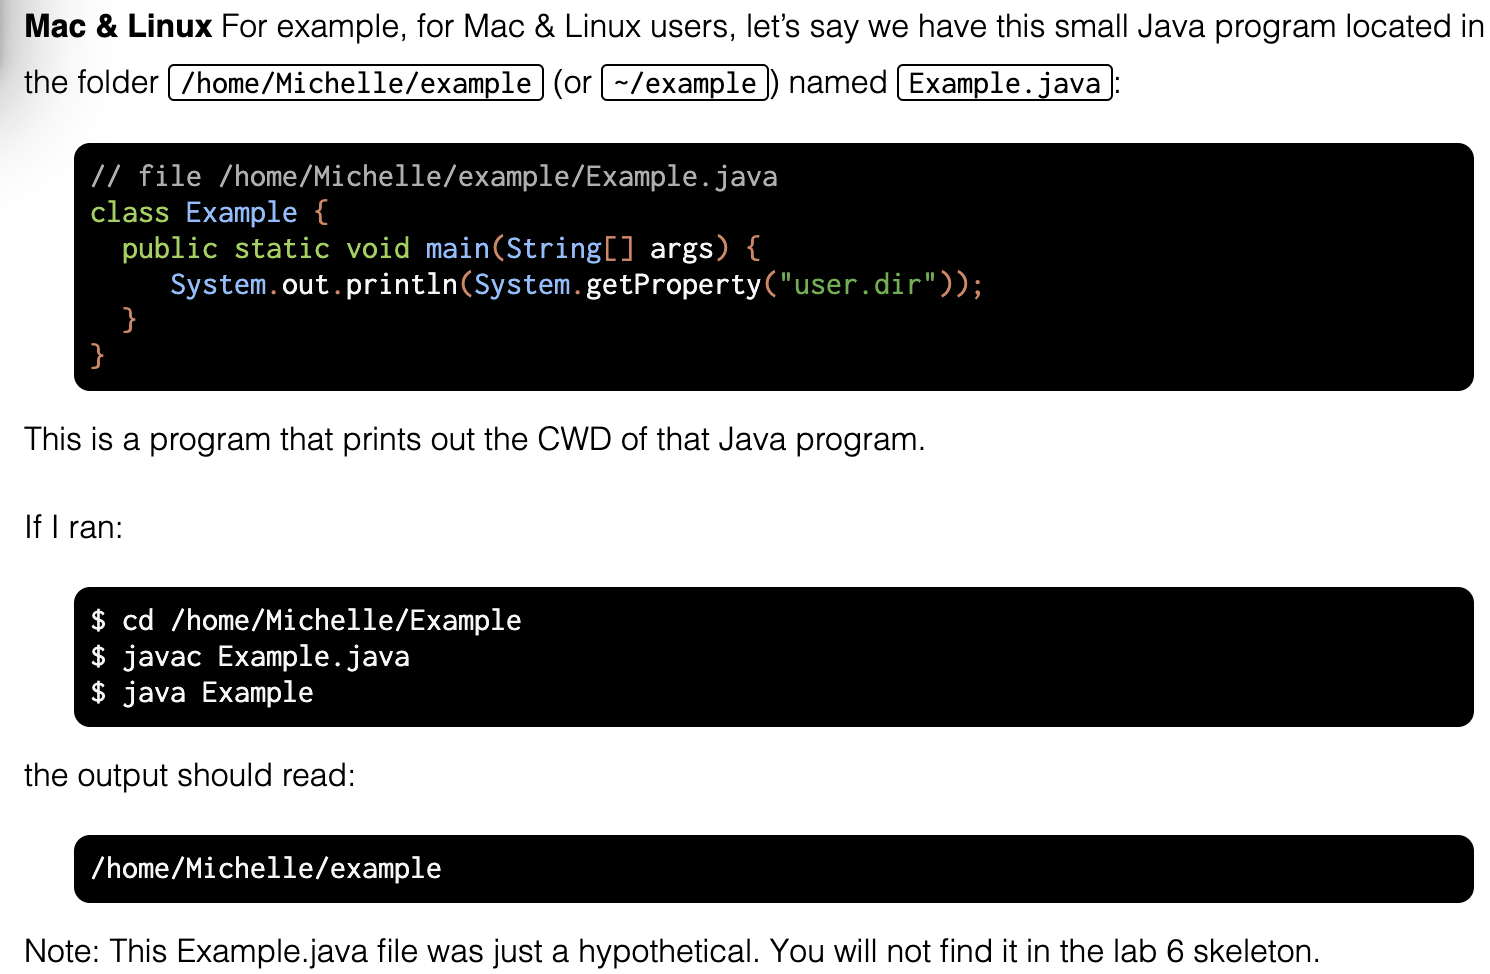 Mac & Linux For example, for Mac & Linux users, let’s say we have this small Java program located in
the folder /home/Michelle/example (or ~/example) named Example.java:
// file /home/Michelle/example/Example.java
class Example {
  public static void main(String[] args) {
     System.out.println(System.getProperty("user.dir"));
  }
}
This is a program that prints out the CWD of that Java program.
If I ran:
$ cd /home/Michelle/Example
$ javac Example.java
$ java Example
the output should read:
/home/Michelle/example
Note: This Example.java file was just a hypothetical. You will not find it in the lab 6 skeleton.